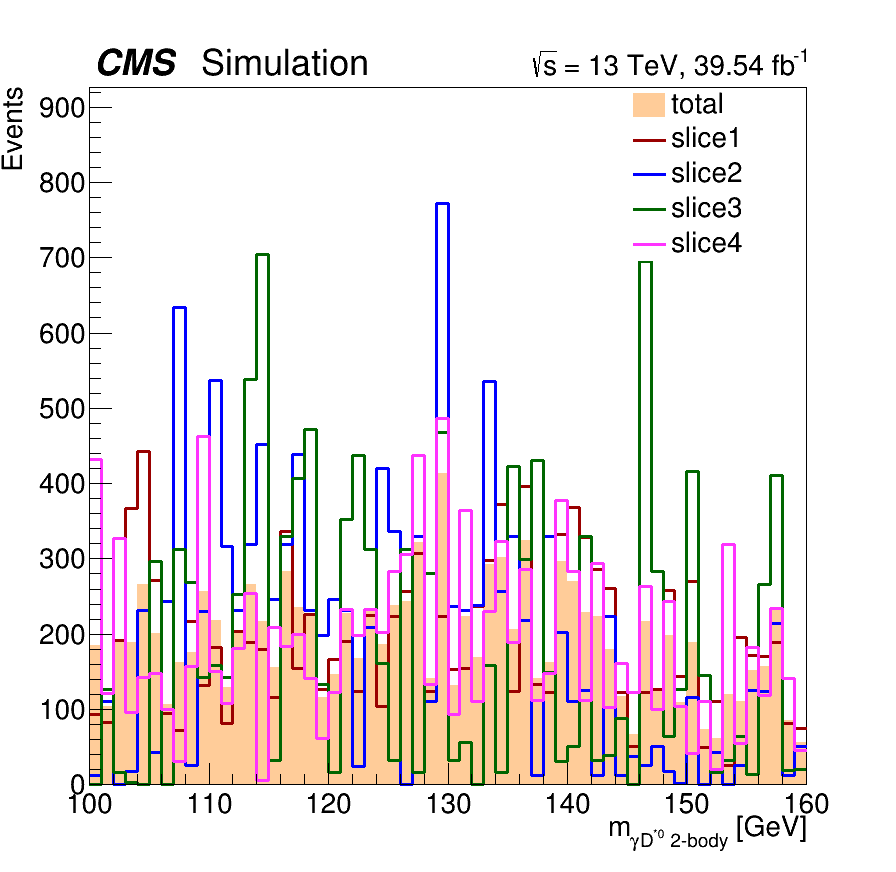 CMS Simulation √s = 13 TeV, 39.54 fb⁻¹
Events
900
800
700
600
500
400
300
200
100
0
total
slice1
slice2
slice3
slice4
100 110 120 130 140 150 160
m_γD*⁰ 2-body [GeV]